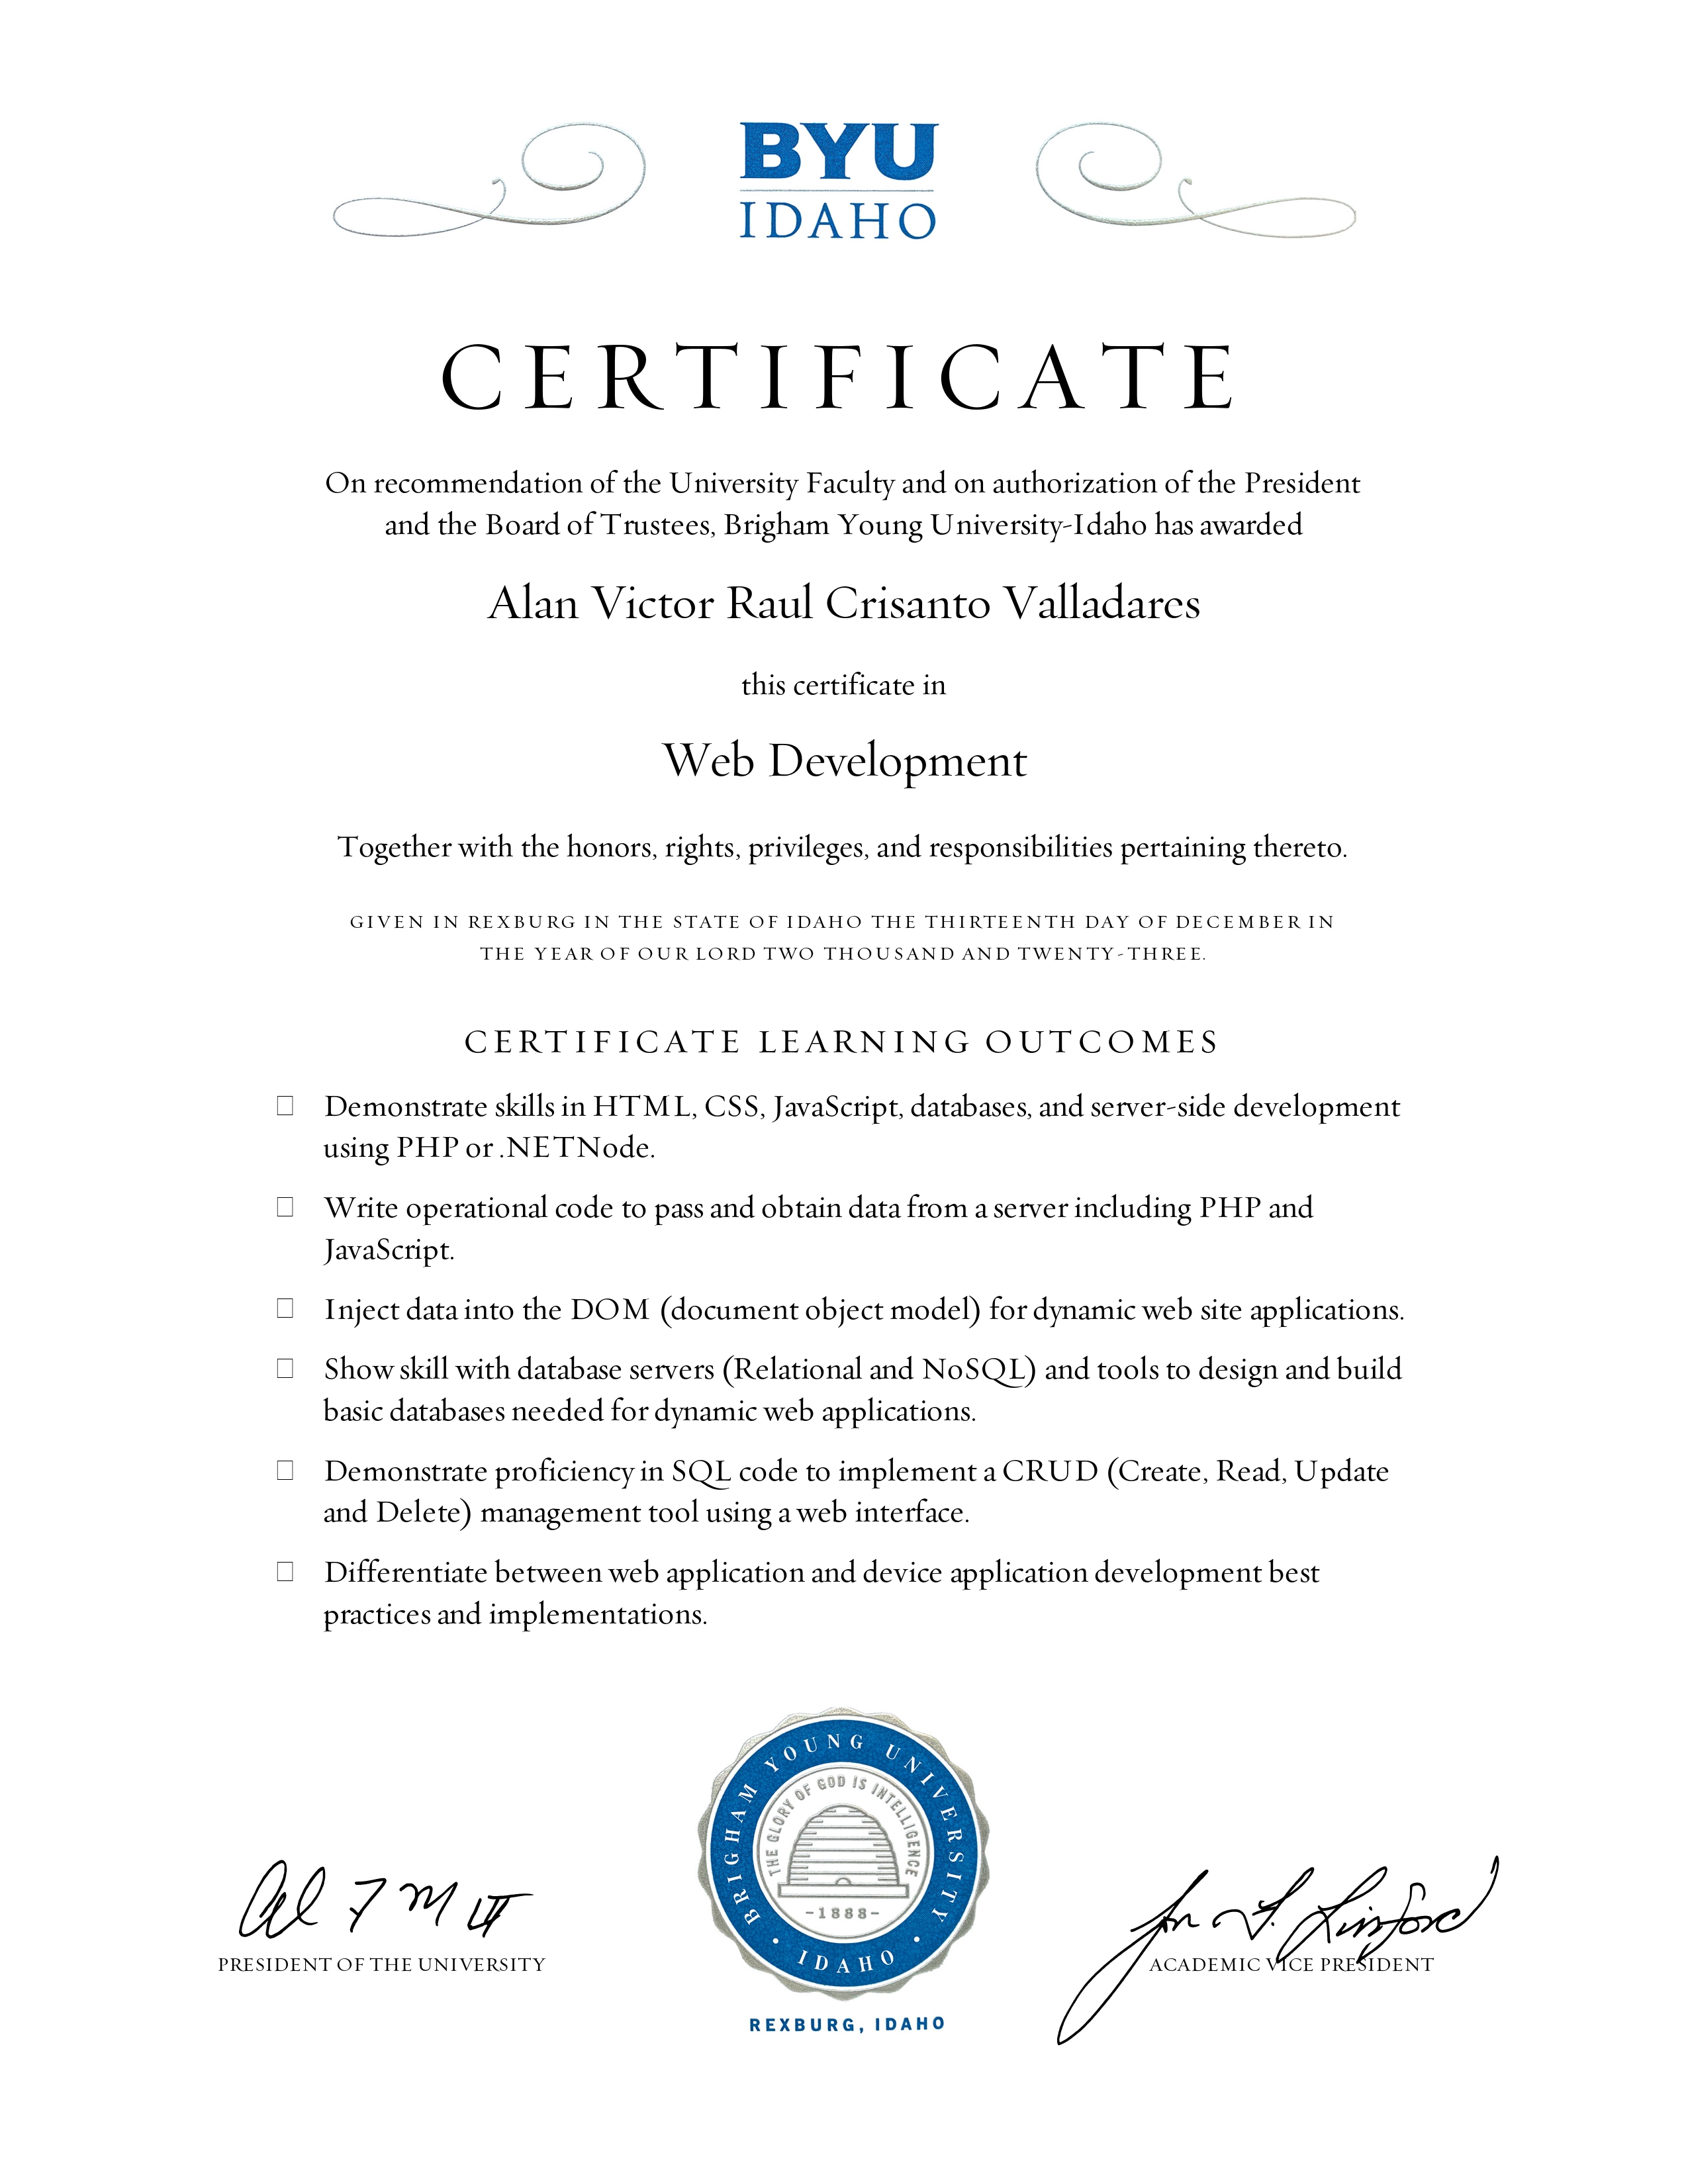 BYU
IDAHO
CERTIFICATE
On recommendation of the University Faculty and on authorization of the President
and the Board of Trustees, Brigham Young University-Idaho has awarded
Alan Victor Raul Crisanto Valladares
this certificate in
Web Development
Together with the honors, rights, privileges, and responsibilities pertaining thereto.
GIVEN IN REXBURG IN THE STATE OF IDAHO THE THIRTEENTH DAY OF DECEMBER IN
THE YEAR OF OUR LORD TWO THOUSAND AND TWENTY-THREE.
CERTIFICATE LEARNING OUTCOMES
Demonstrate skills in HTML, CSS, JavaScript, databases, and server-side development
using PHP or .NETNode.
Write operational code to pass and obtain data from a server including PHP and
JavaScript.
Inject data into the DOM (document object model) for dynamic web site applications.
Show skill with database servers (Relational and NoSQL) and tools to design and build
basic databases needed for dynamic web applications.
Demonstrate proficiency in SQL code to implement a CRUD (Create, Read, Update
and Delete) management tool using a web interface.
Differentiate between web application and device application development best
practices and implementations.
BRIGHAM YOUNG UNIVERSITY
THE GLORY OF GOD IS INTELLIGENCE
-1888-
• IDAHO •
PRESIDENT OF THE UNIVERSITY
ACADEMIC VICE PRESIDENT
REXBURG, IDAHO